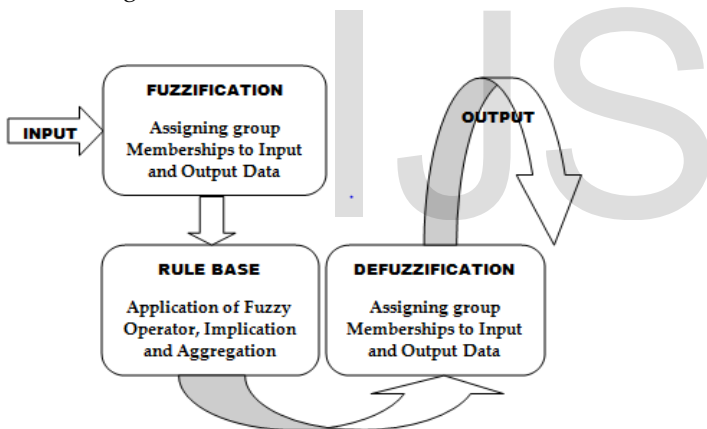 IJS
FUZZIFICATION
INPUT
Assigning group
Memberships to Input
and Output Data
OUTPUT
RULE BASE
Application of Fuzzy
Operator, Implication
and Aggregation
DEFUZZIFICATION
Assigning group
Memberships to Input
and Output Data